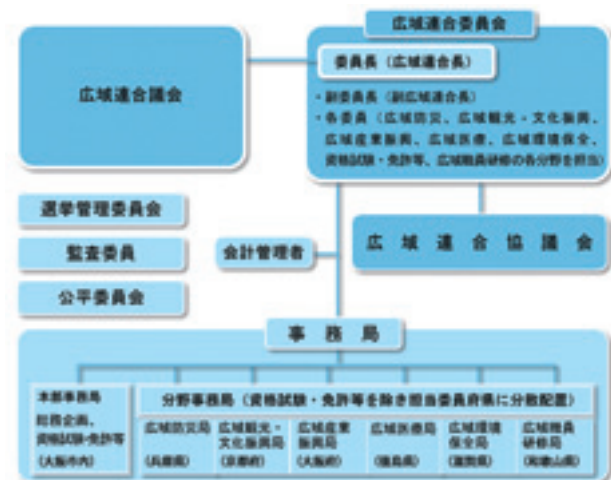 広域連合委員会
委員長（広域連合長）
・副委員長（副広域連合長）
・各委員（広域防災、広域観光・文化振興、
広域産業振興、広域医療、広域環境保全、
資格試験・免許等、広域職員研修の各分野を担当）
広域連合議会
選挙管理委員会
監査委員
公平委員会
会計管理者
広域連合協議会
事務局
本部事務局
総務企画、
資格試験・免許等
（大阪市内）
分野事務局（資格試験・免許等を除き担当委員府県に分散配置）
広域防災局
（兵庫県）
広域観光・
文化振興局
（京都府）
広域産業
振興局
（大阪府）
広域医療局
（徳島県）
広域環境
保全局
（滋賀県）
広域職員
研修局
（和歌山県）